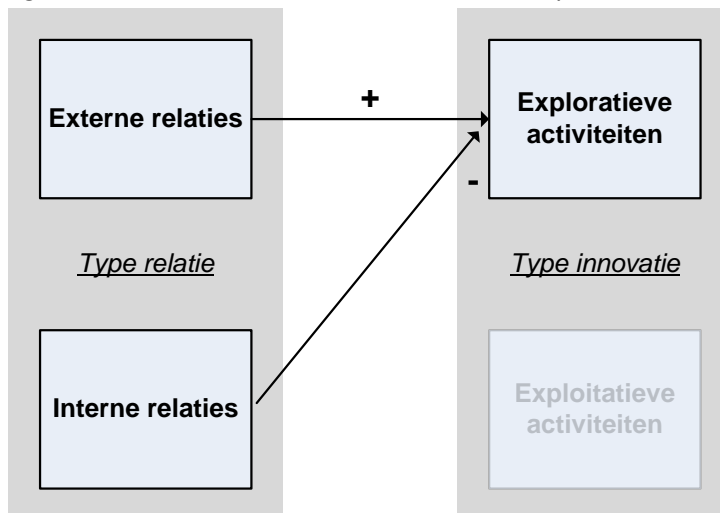 Externe relaties
+
Exploratieve
activiteiten
-
Type relatie
Type innovatie
Interne relaties
Exploitatieve
activiteiten